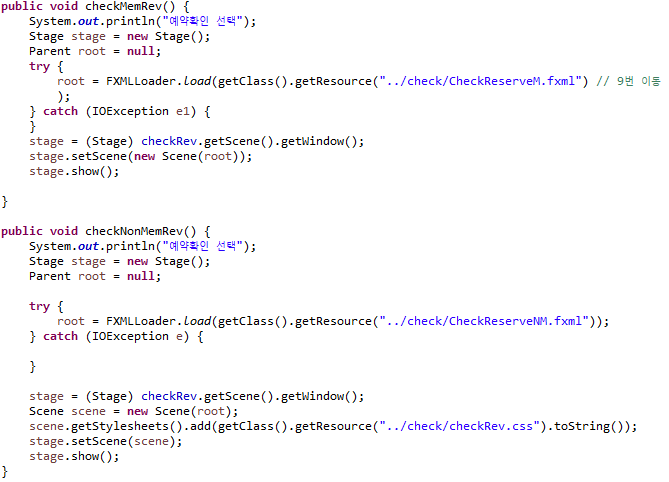 public void checkMemRev() {
    System.out.println("예약확인 선택");
    Stage stage = new Stage();
    Parent root = null;
    try {
        root = FXMLLoader.load(getClass().getResource("../check/CheckReserveM.fxml") // 9번 이동
        );
    } catch (IOException e1) {
    }
    stage = (Stage) checkRev.getScene().getWindow();
    stage.setScene(new Scene(root));
    stage.show();

}

public void checkNonMemRev() {
    System.out.println("예약확인 선택");
    Stage stage = new Stage();
    Parent root = null;

    try {
        root = FXMLLoader.load(getClass().getResource("../check/CheckReserveNM.fxml"));
    } catch (IOException e) {

    }

    stage = (Stage) checkRev.getScene().getWindow();
    Scene scene = new Scene(root);
    scene.getStylesheets().add(getClass().getResource("../check/checkRev.css").toString());
    stage.setScene(scene);
    stage.show();
}